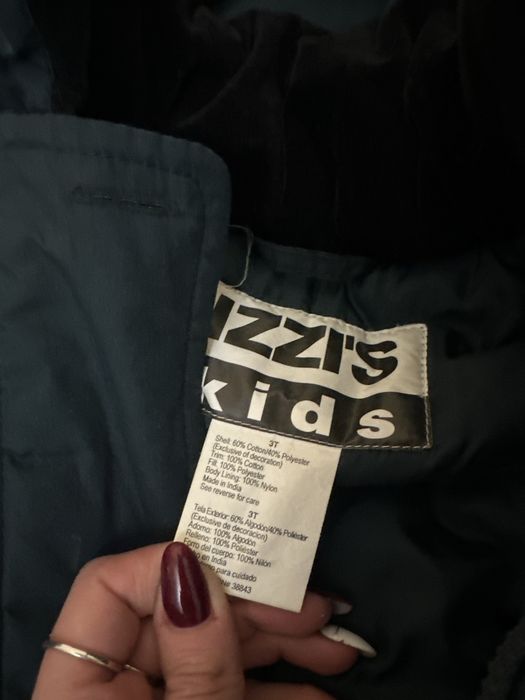 IZZI'S
kids
3T
Shell: 60% Cotton/40% Polyester
(Exclusive of decoration)
Trim: 100% Cotton
Fill: 100% Polyester
Body Lining: 100% Nylon
Made in India
See reverse for care
3T
Tela Exterior: 60% Algodón/40% Poliéster
(Exclusive de decoracion)
Adorno: 100% Algodón
Relleno: 100% Poliester
Forro del cuerpo: 100% Nilón
en India
para cuidado
38843